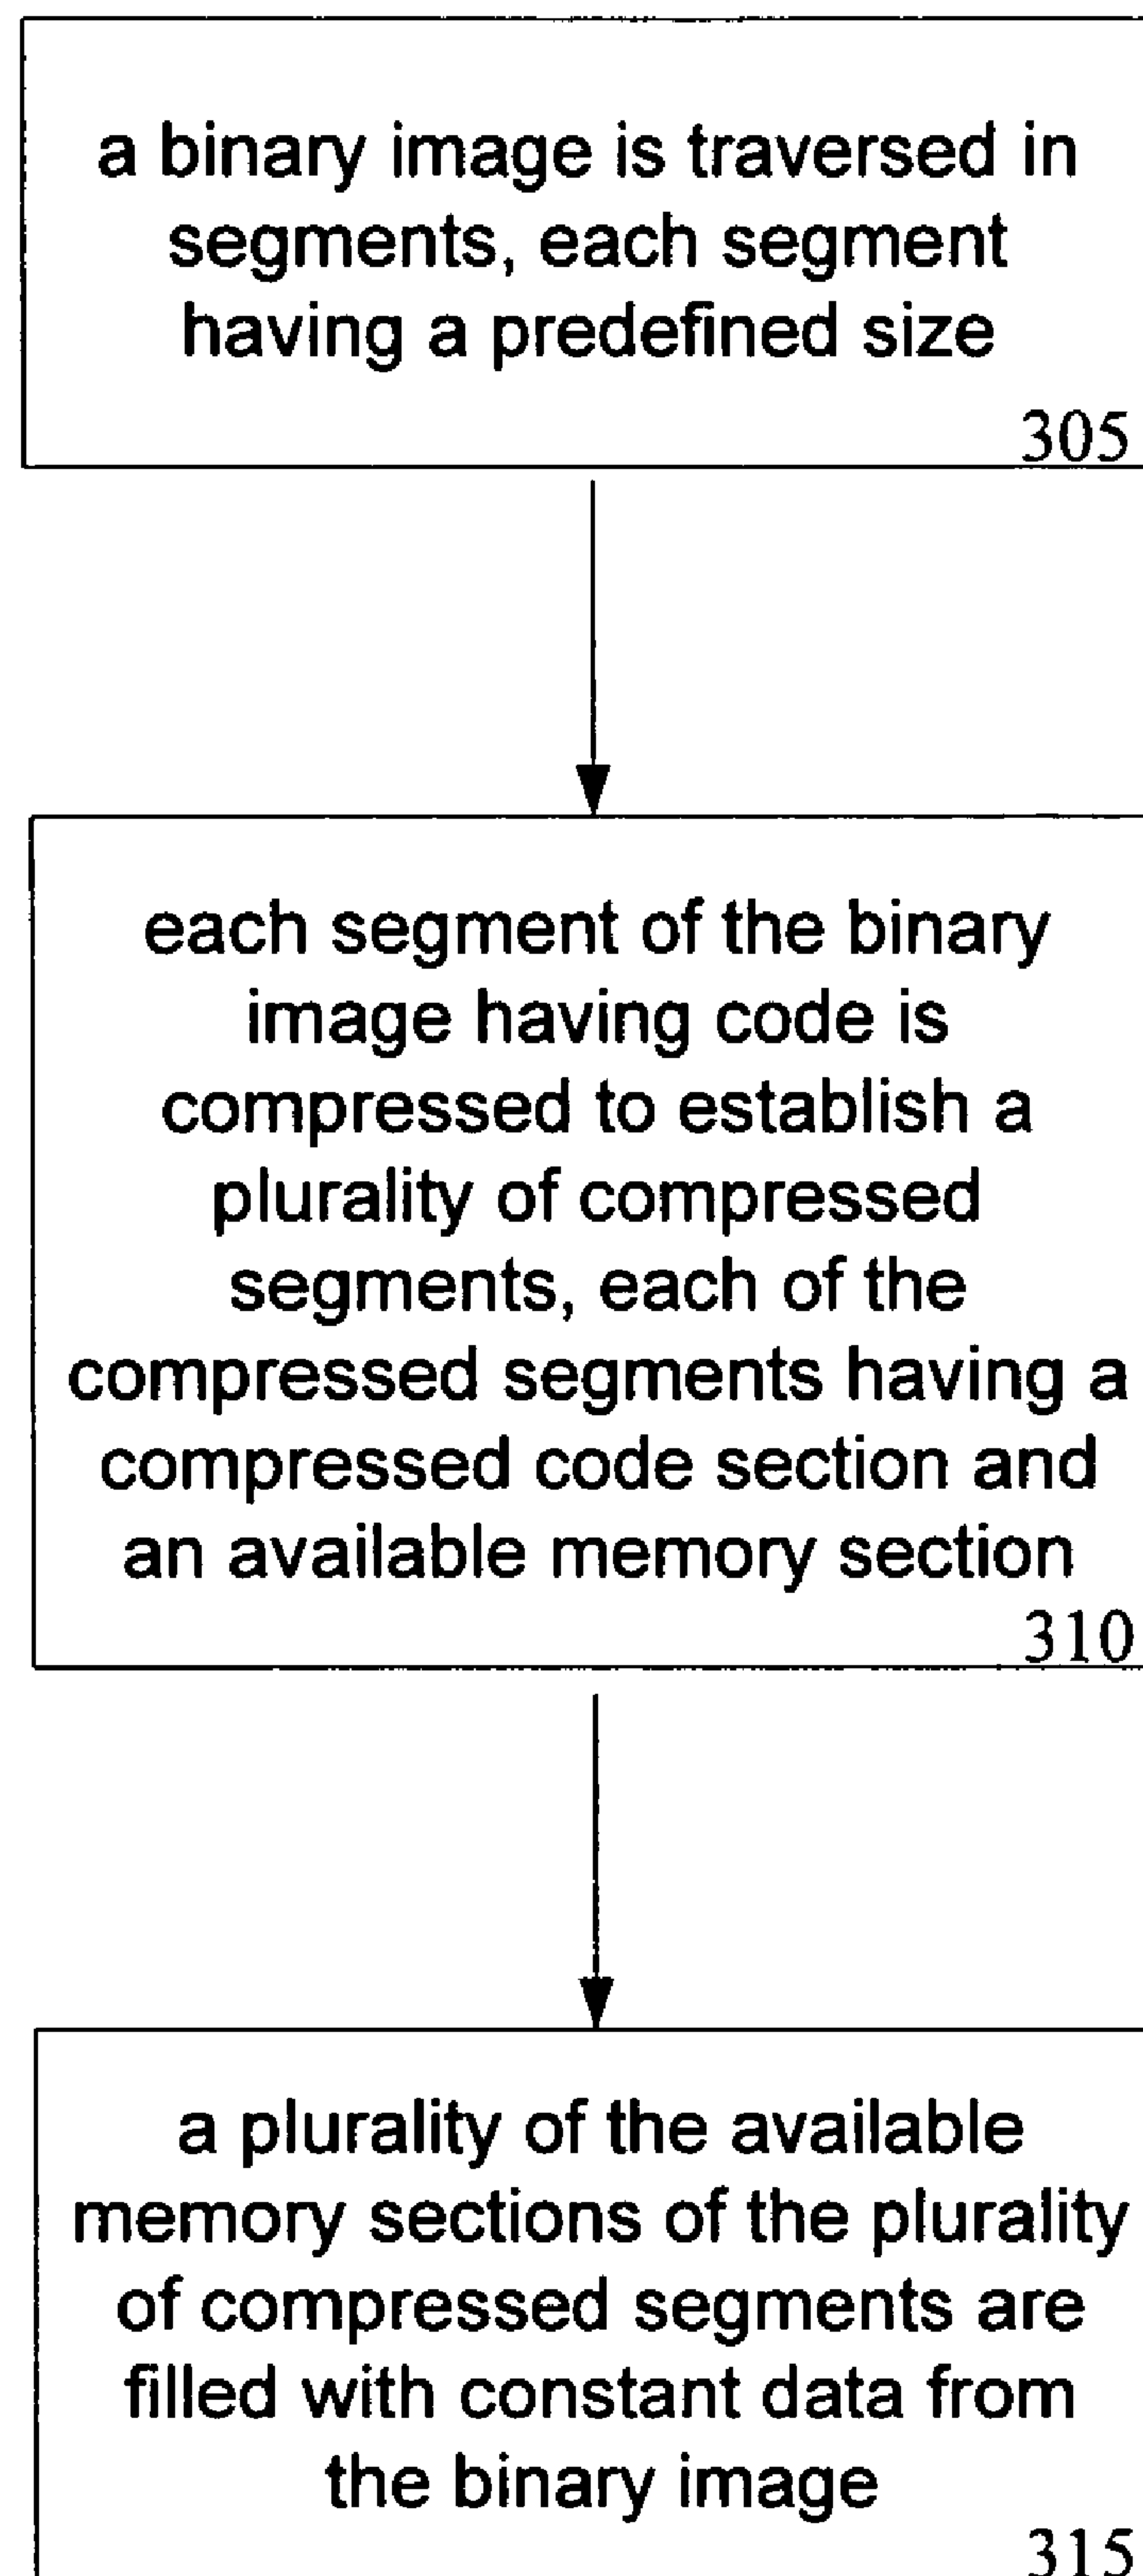 a binary image is traversed in
segments, each segment
having a predefined size
305
each segment of the binary
image having code is
compressed to establish a
plurality of compressed
segments, each of the
compressed segments having a
compressed code section and
an available memory section
310
a plurality of the available
memory sections of the plurality
of compressed segments are
filled with constant data from
the binary image
315